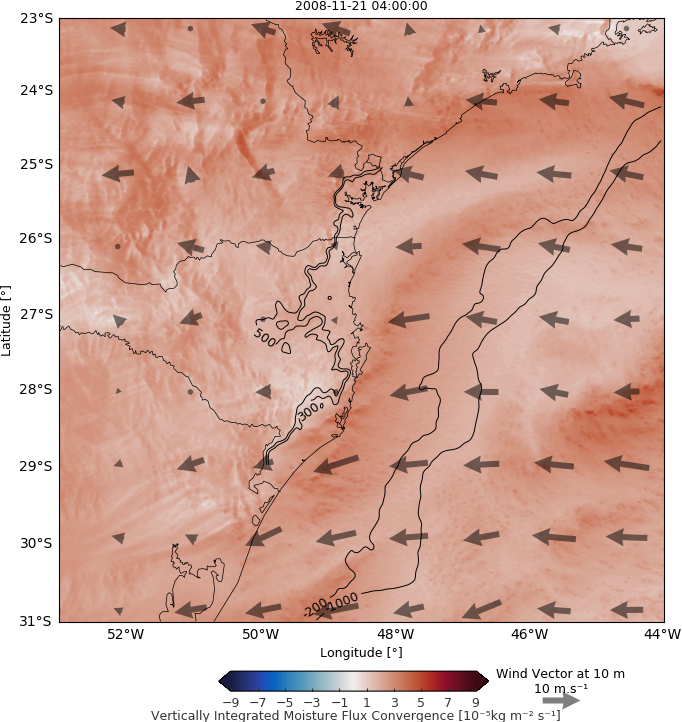 2008-11-21 04:00:00
23°S
24°S
25°S
26°S
27°S
28°S
29°S
30°S
31°S
Latitude [°]
500
300
-200
-1000
52°W 50°W 48°W 46°W 44°W
Longitude [°]
−9 −7 −5 −3 −1 1 3 5 7 9
Vertically Integrated Moisture Flux Convergence [10⁻⁵kg m⁻² s⁻¹]
Wind Vector at 10 m
10 m.s⁻¹